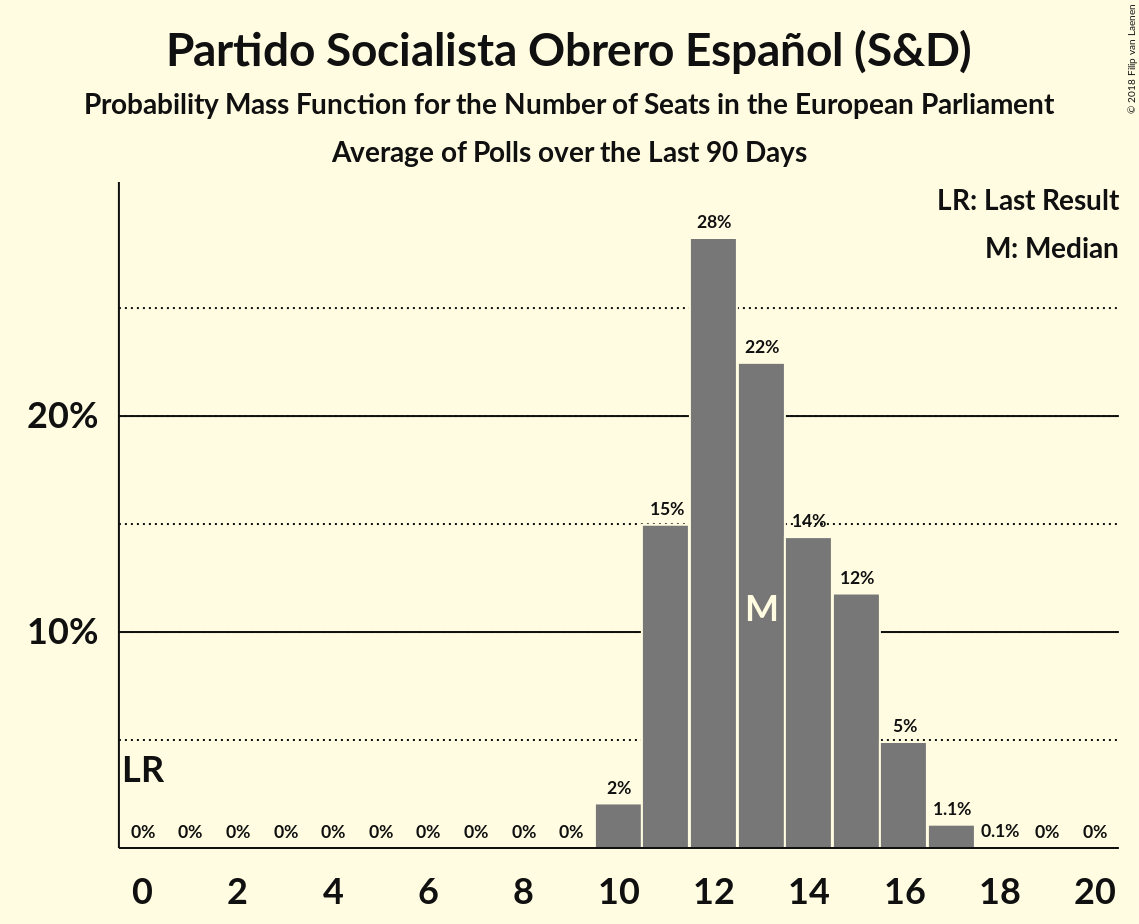 Partido Socialista Obrero Español (S&D)
Probability Mass Function for the Number of Seats in the European Parliament
Average of Polls over the Last 90 Days
© 2018 Filip van Laenen
LR: Last Result
M: Median
28%
22%
20%
15%
14%
12%
M
10%
5%
LR
2%
1.1%
0% 0% 0% 0% 0% 0% 0% 0% 0% 0% 0.1% 0% 0%
0 2 4 6 8 10 12 14 16 18 20